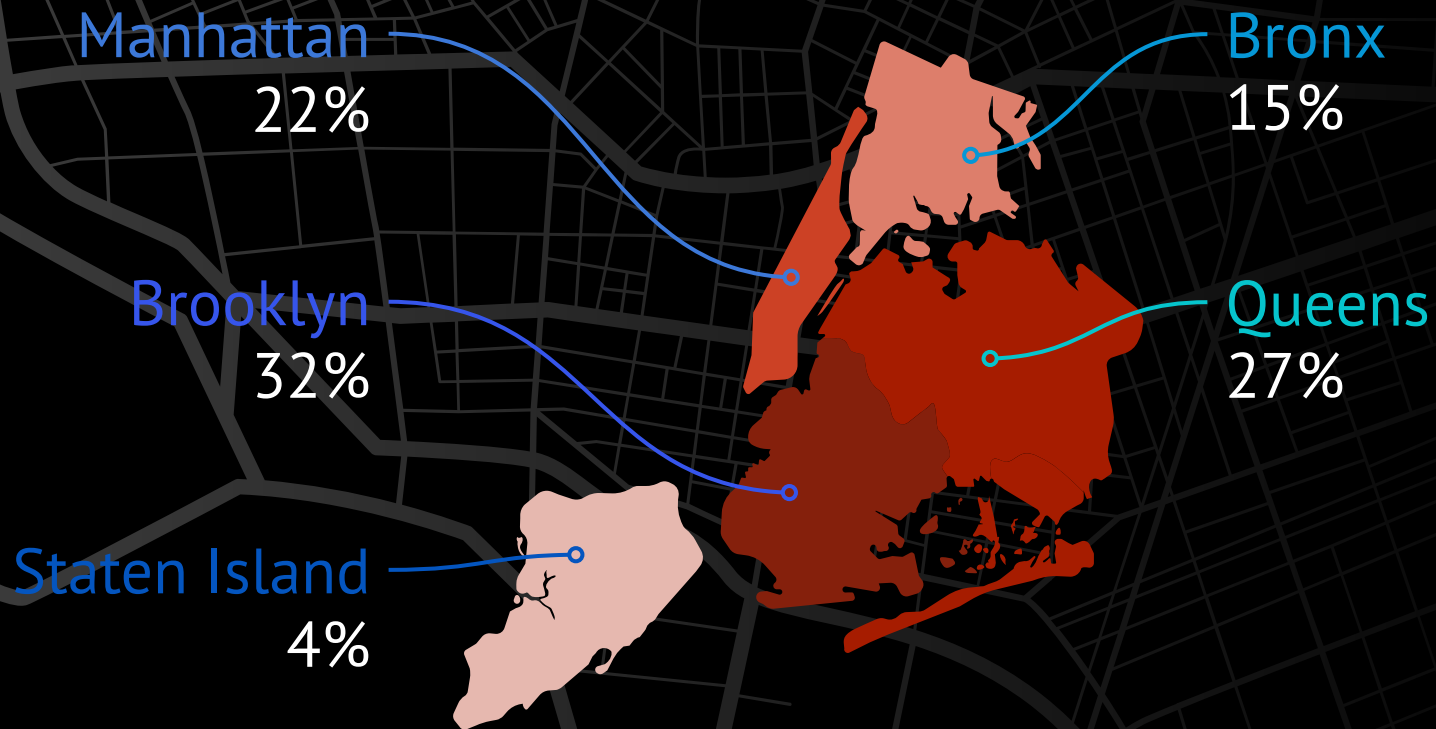 Manhattan
22%
Bronx
15%
Brooklyn
32%
Queens
27%
Staten Island
4%